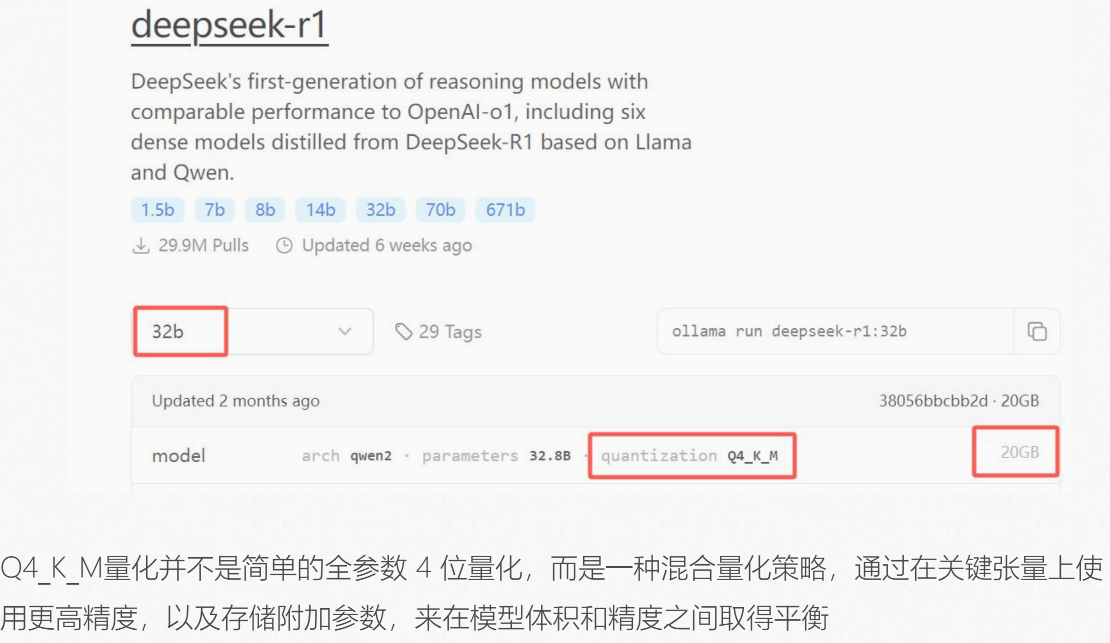 deepseek-r1
DeepSeek's first-generation of reasoning models with
comparable performance to OpenAI-o1, including six
dense models distilled from DeepSeek-R1 based on Llama
and Qwen.
1.5b 7b 8b 14b 32b 70b 671b
29.9M Pulls Updated 6 weeks ago
32b 29 Tags ollama run deepseek-r1:32b
Updated 2 months ago 38056bbcbb2d · 20GB
model arch qwen2 · parameters 32.8B · quantization Q4_K_M 20GB
Q4_K_M量化并不是简单的全参数 4 位量化，而是一种混合量化策略，通过在关键张量上使
用更高精度，以及存储附加参数，来在模型体积和精度之间取得平衡